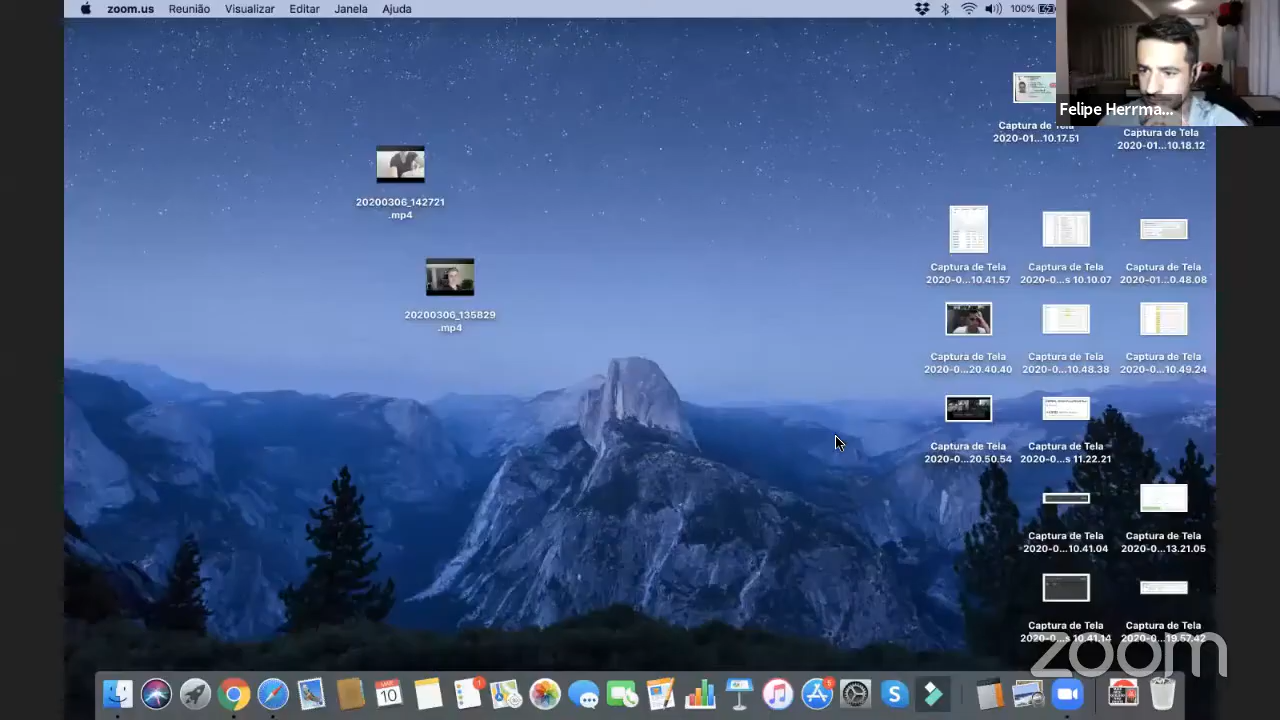 zoom.us Reunião Visualizar Editar Janela Ajuda
100%
Felipe Herrma...
Captura de Tela
2020-01...10.17.51
Captura de Tela
2020-01...10.18.12
20200306_142721
.mp4
20200306_135829
.mp4
Captura de Tela
2020-0...10.41.57
Captura de Tela
2020-0...s 10.10.07
Captura de Tela
2020-01...0.48.08
Captura de Tela
2020-0...20.40.40
Captura de Tela
2020-0...10.48.38
Captura de Tela
2020-0...10.49.24
Captura de Tela
2020-0...20.50.54
Captura de Tela
2020-0...s 11.22.21
Captura de Tela
2020-0...10.41.04
Captura de Tela
2020-0...13.21.05
Captura de Tela
2020-0...s 10.41.14
Captura de Tela
2020-0...19.57.42
zoom
MAR
10
1
5